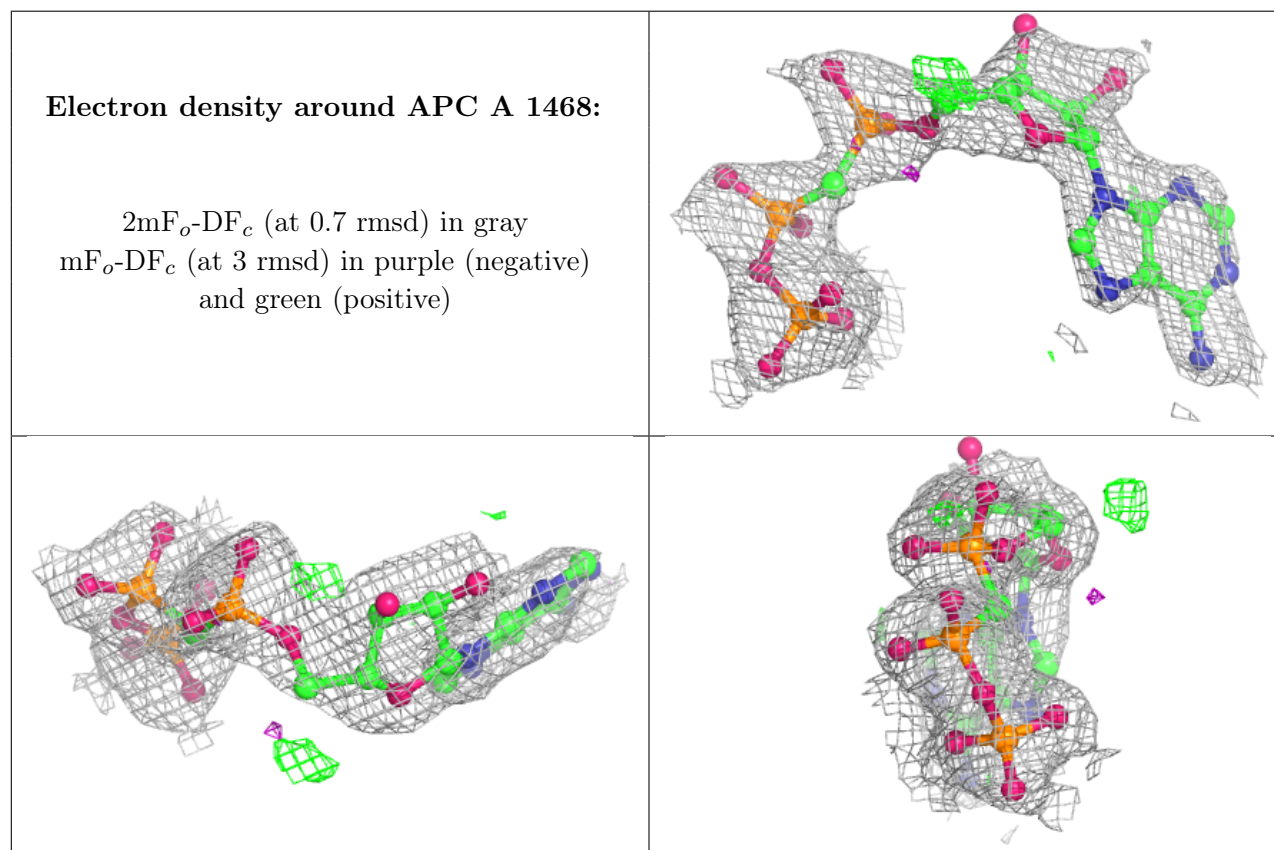 Electron density around APC A 1468:
2mFo-DFc (at 0.7 rmsd) in gray
mFo-DFc (at 3 rmsd) in purple (negative)
and green (positive)